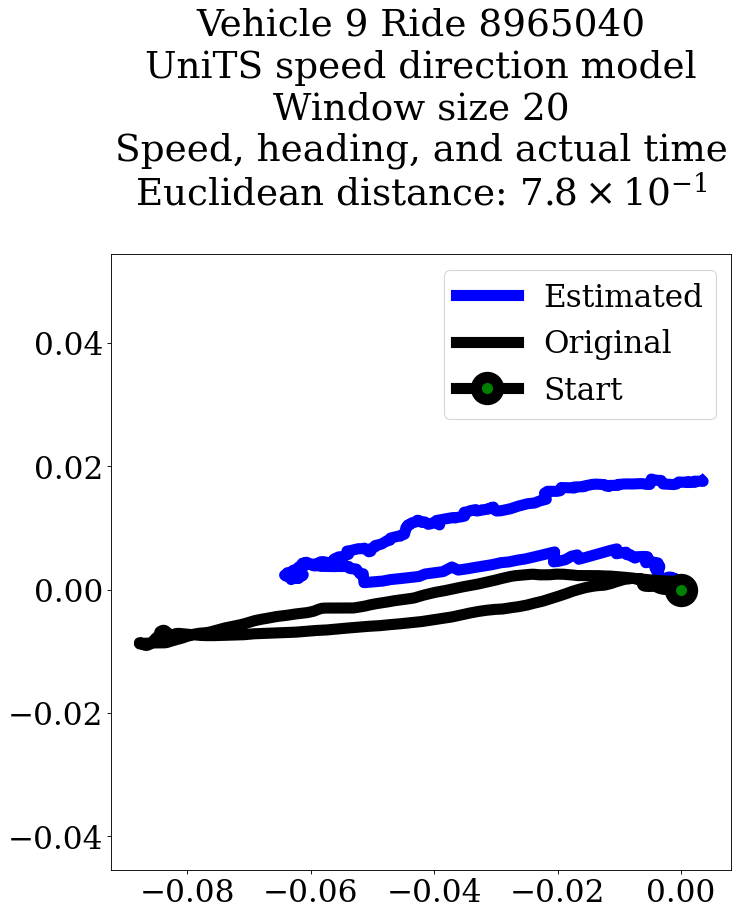 Vehicle 9 Ride 8965040
UniTS speed direction model
Window size 20
Speed, heading, and actual time
Euclidean distance: 7.8 × 10⁻¹
Estimated
Original
Start
0.04
0.02
0.00
−0.02
−0.04
−0.08 −0.06 −0.04 −0.02 0.00